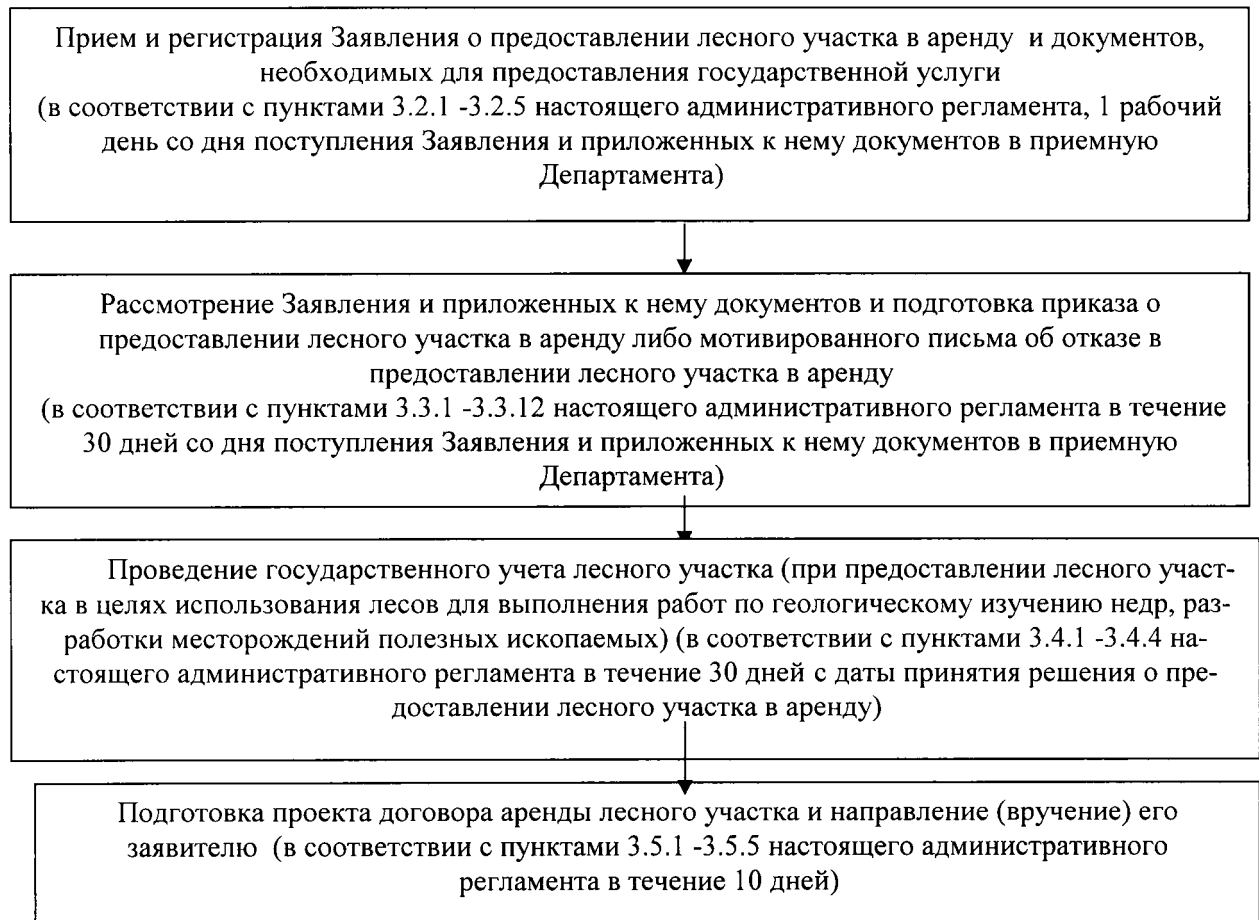 Прием и регистрация Заявления о предоставлении лесного участка в аренду и документов,
необходимых для предоставления государственной услуги
(в соответствии с пунктами 3.2.1 -3.2.5 настоящего административного регламента, 1 рабочий
день со дня поступления Заявления и приложенных к нему документов в приемную
Департамента)
Рассмотрение Заявления и приложенных к нему документов и подготовка приказа о
предоставлении лесного участка в аренду либо мотивированного письма об отказе в
предоставлении лесного участка в аренду
(в соответствии с пунктами 3.3.1 -3.3.12 настоящего административного регламента в течение
30 дней со дня поступления Заявления и приложенных к нему документов в приемную
Департамента)
Проведение государственного учета лесного участка (при предоставлении лесного участ-
ка в целях использования лесов для выполнения работ по геологическому изучению недр, раз-
работки месторождений полезных ископаемых) (в соответствии с пунктами 3.4.1 -3.4.4 на-
стоящего административного регламента в течение 30 дней с даты принятия решения о пре-
доставлении лесного участка в аренду)
Подготовка проекта договора аренды лесного участка и направление (вручение) его
заявителю (в соответствии с пунктами 3.5.1 -3.5.5 настоящего административного
регламента в течение 10 дней)